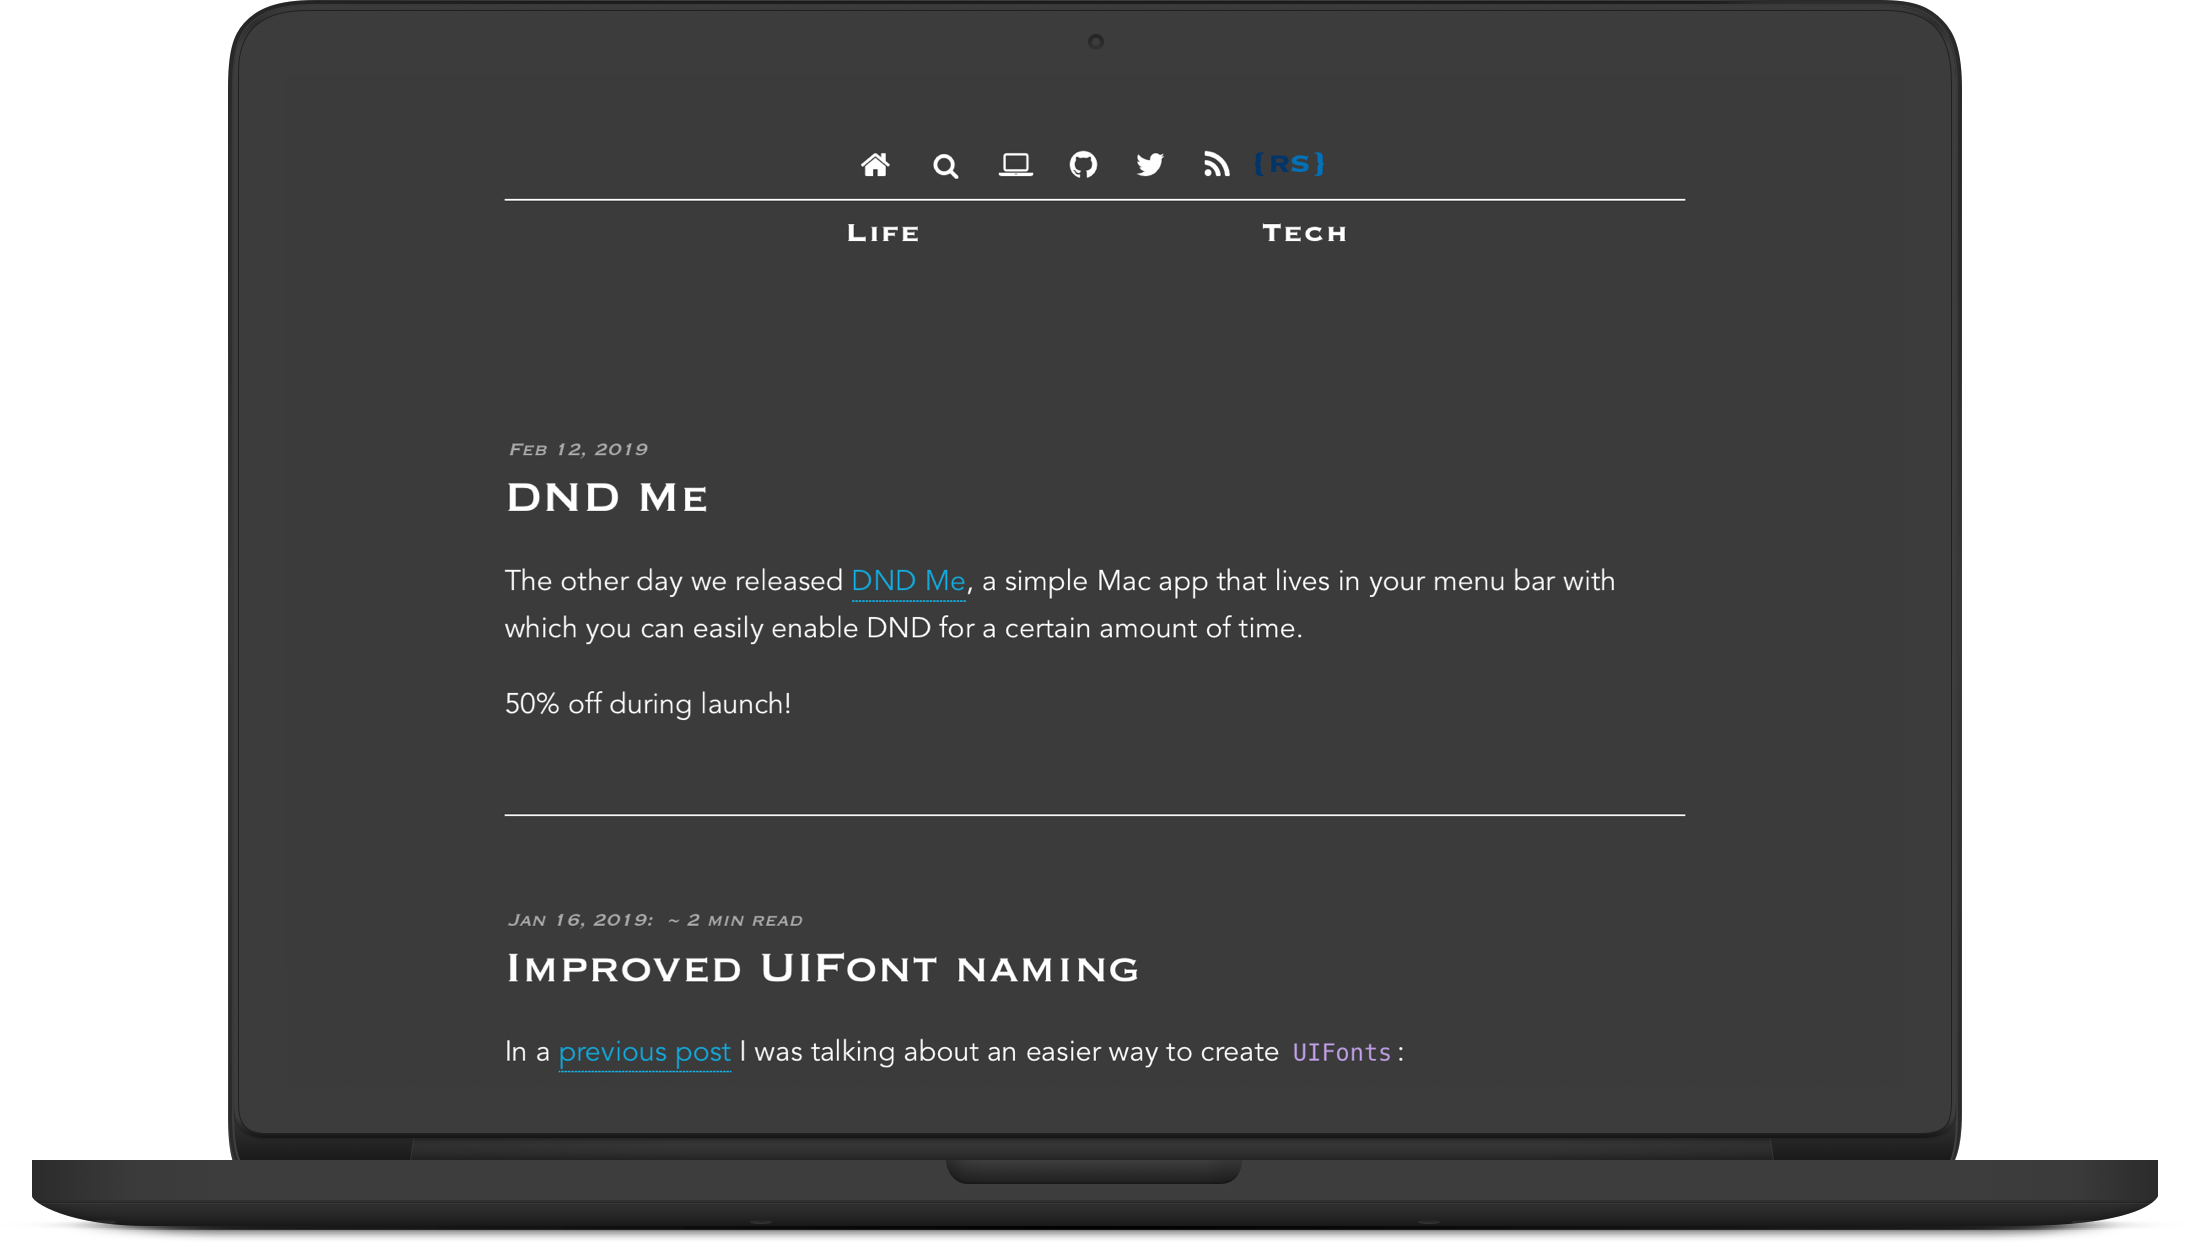 {RS}
Life Tech
Feb 12, 2019
DND Me
The other day we released DND Me, a simple Mac app that lives in your menu bar with
which you can easily enable DND for a certain amount of time.
50% off during launch!
Jan 16, 2019: ~ 2 min read
Improved UIFont naming
In a previous post I was talking about an easier way to create UIFonts: